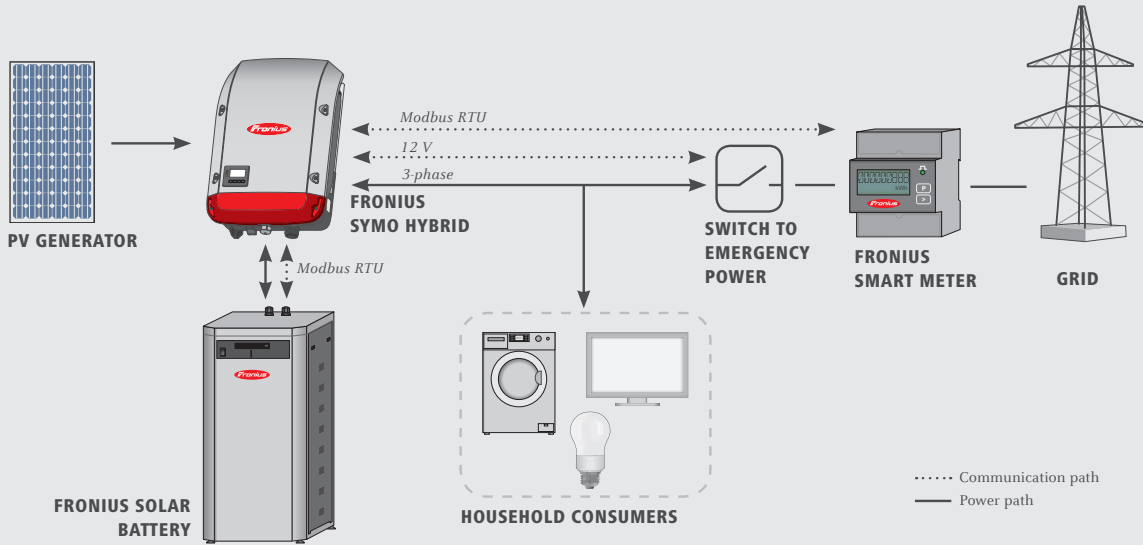 Modbus RTU
12 V
3-phase
Fronius
PV GENERATOR
FRONIUS
SYMO HYBRID
SWITCH TO
EMERGENCY
POWER
kWh
P
>
Fronius
FRONIUS
SMART METER
GRID
Modbus RTU
Fronius
FRONIUS SOLAR
BATTERY
HOUSEHOLD CONSUMERS
Communication path
Power path